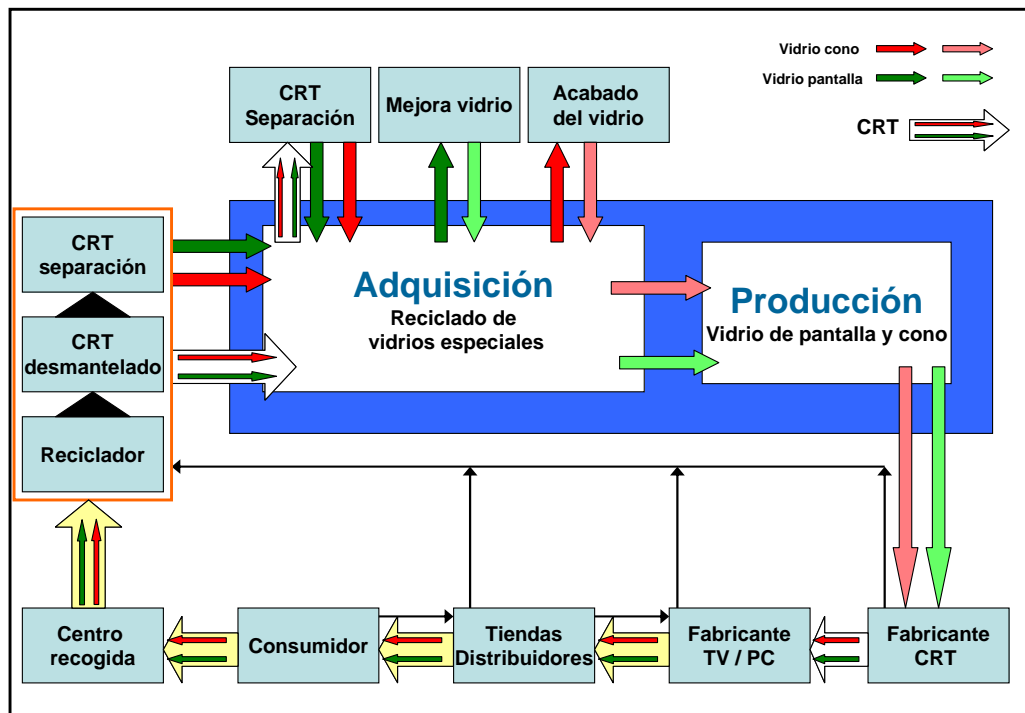 Vidrio cono
Vidrio pantalla
CRT
CRT
Separación
Mejora vidrio
Acabado
del vidrio
CRT
separación
CRT
desmantelado
Reciclador
Adquisición
Reciclado de
vidrios especiales
Producción
Vidrio de pantalla y cono
Centro
recogida
Consumidor
Tiendas
Distribuidores
Fabricante
TV / PC
Fabricante
CRT